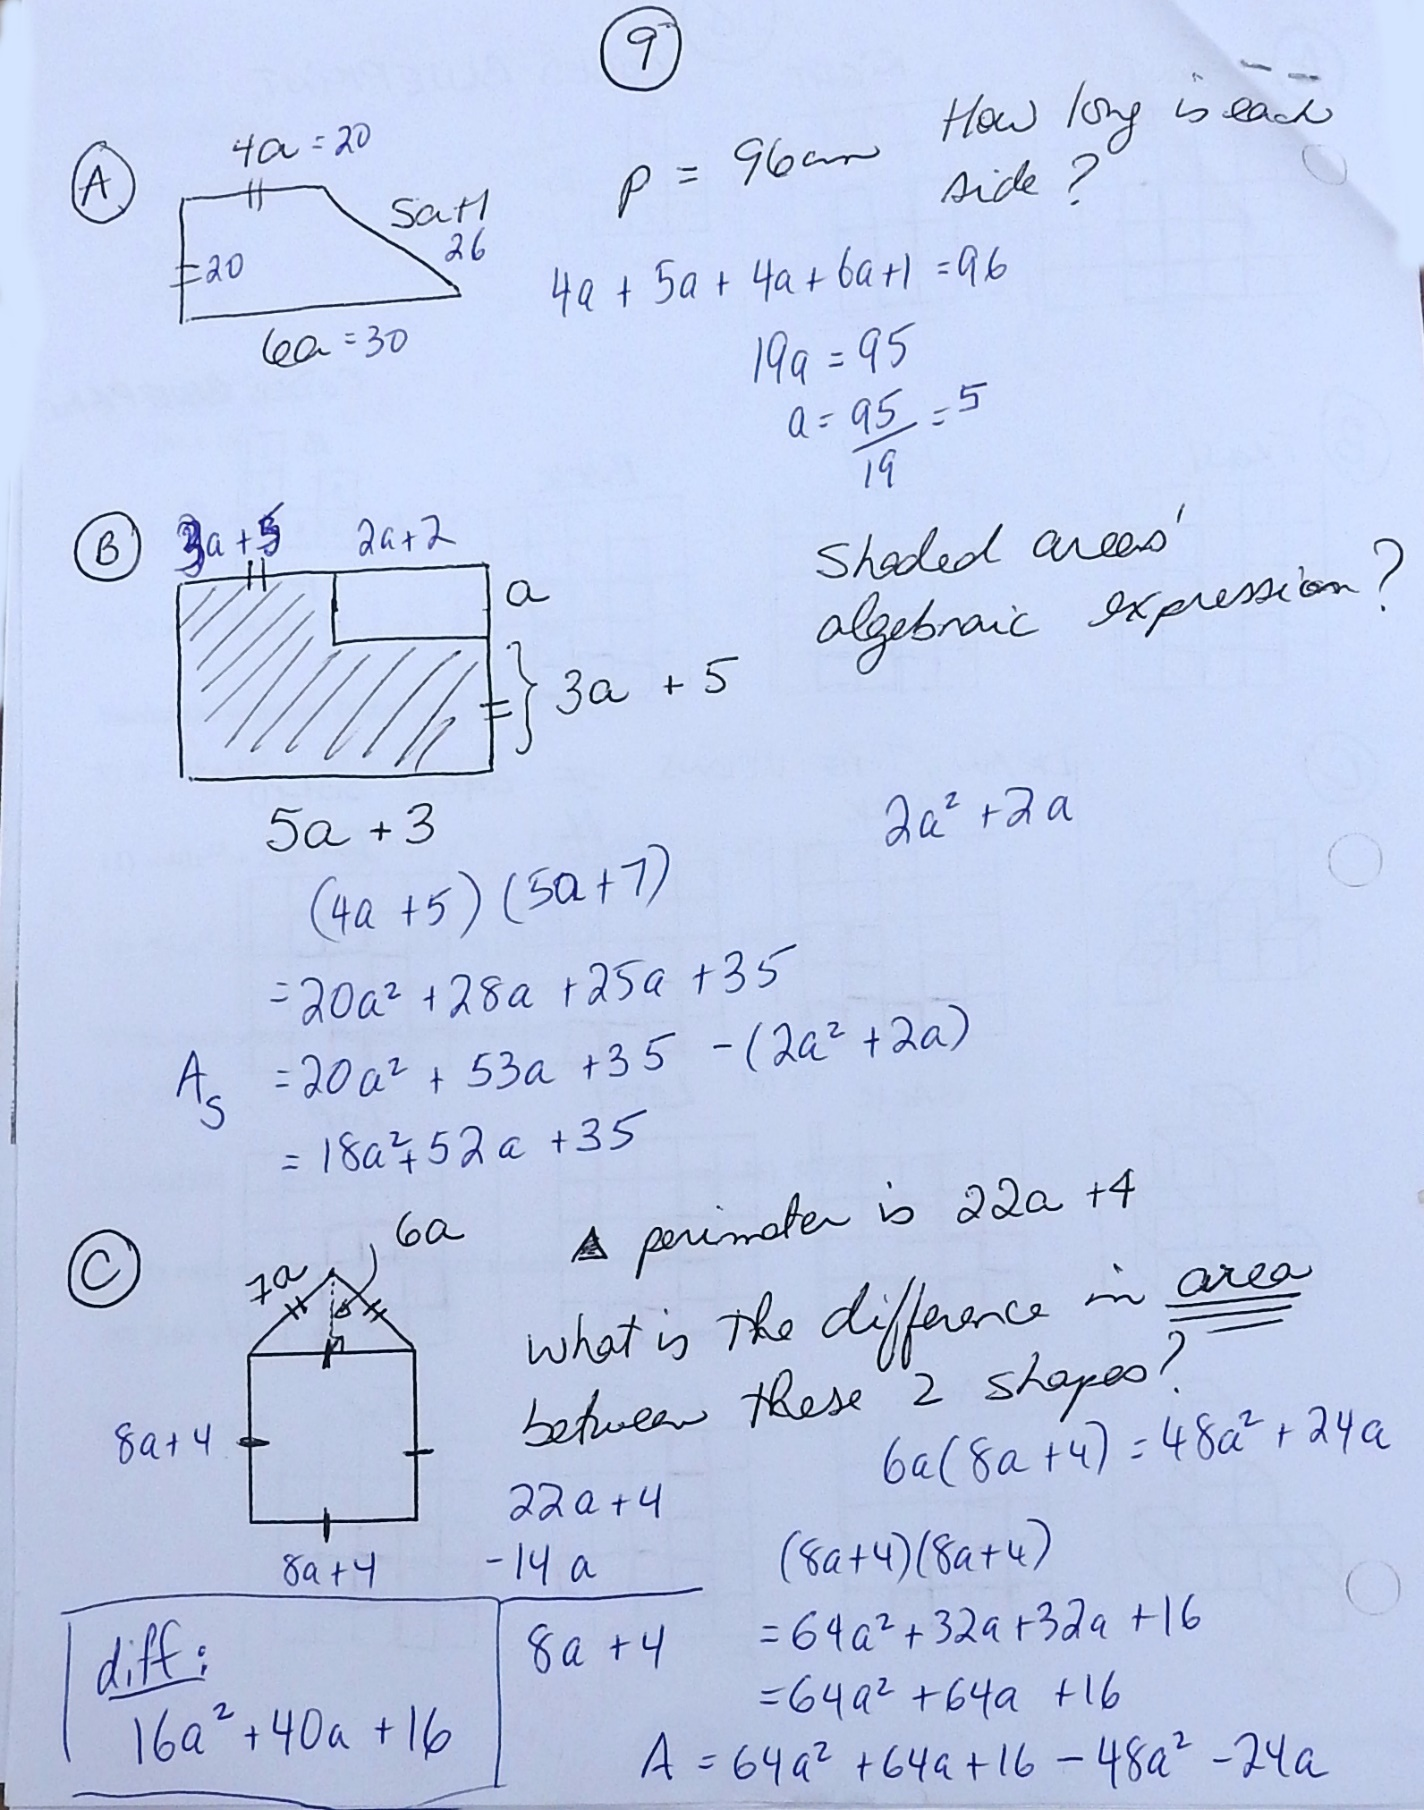 9
A
4a = 20
5a+1
26
= 20
6a = 30
P = 96cm
How long is each
side?
4a + 5a + 4a + 6a+1 = 96
19a = 95
a = 95/19 = 5
B
3a + 5
2a+2
a
3a + 5
5a + 3
Shaded areas'
algebraic expression?
2a² + 2a
(4a + 5) (5a+7)
= 20a² + 28a + 25a + 35
As = 20a² + 53a + 35 - (2a² + 2a)
= 18a² + 52a + 35
C
7a
6a
8a+4
8a+4
▲ perimeter is 22a + 4
What is the difference in area
between these 2 shapes?
6a(8a+4) = 48a² + 24a
22a+4
-14a
8a + 4
(8a+4)(8a+4)
= 64a² + 32a + 32a + 16
= 64a² + 64a + 16
A = 64a² + 64a + 16 - 48a² - 24a
diff:
16a² + 40a + 16